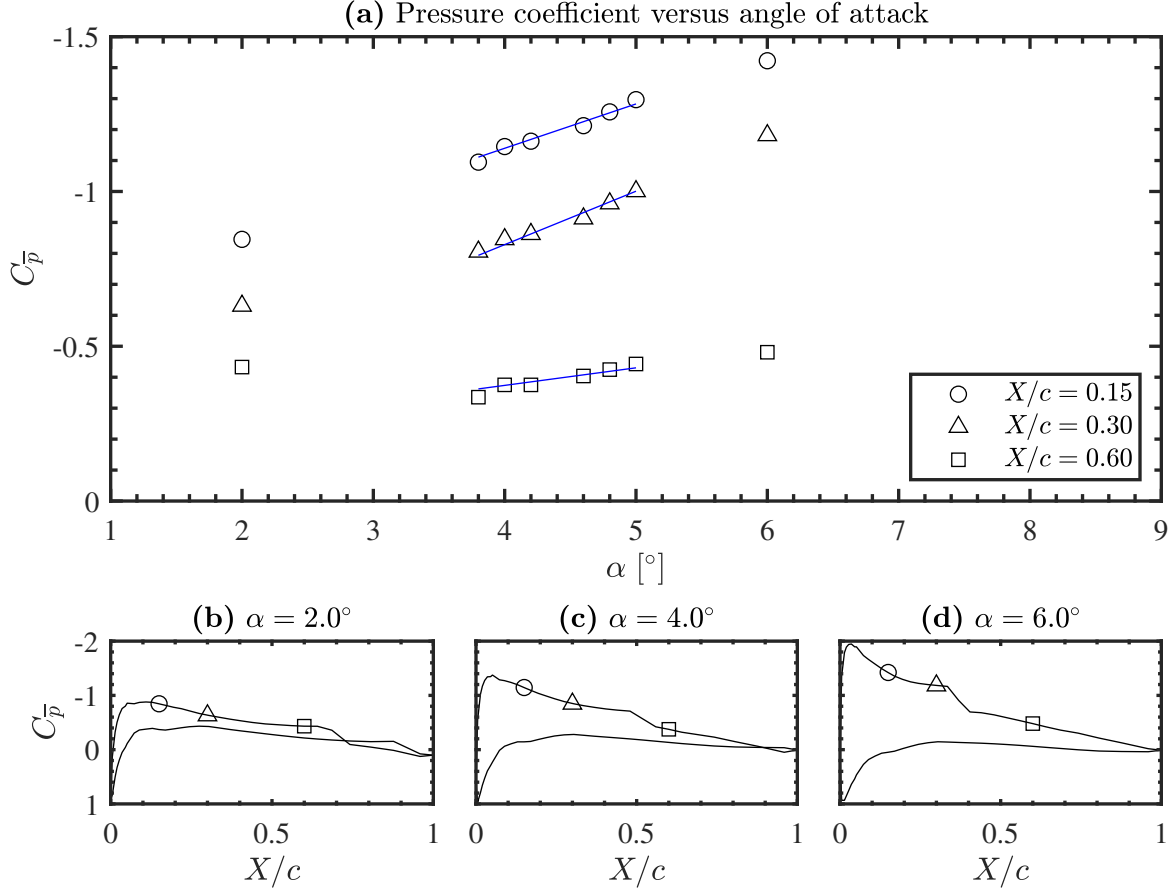 (a) Pressure coefficient versus angle of attack
-1.5
-1
-0.5
0
C_p̅
1 2 3 4 5 6 7 8 9
α [°]
X/c = 0.15
X/c = 0.30
X/c = 0.60
(b) α = 2.0° (c) α = 4.0° (d) α = 6.0°
-2
-1
0
1
C_p̅
0 0.5 1 0 0.5 1 0 0.5 1
X/c X/c X/c